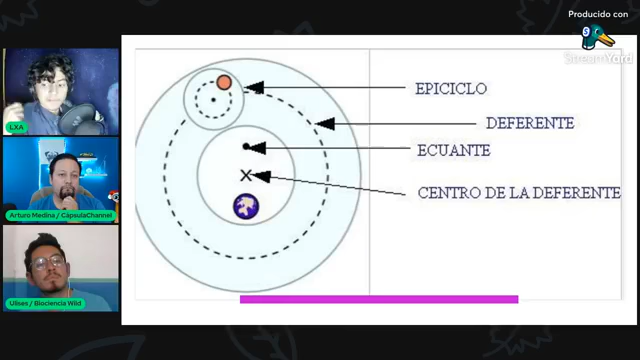 Producido con
StreamYard
EPICICLO
DEFERENTE
ECUANTE
CENTRO DE LA DEFERENTE
LXA
Arturo Medina / CapsulaChannel
Ulises / Biociencia Wild